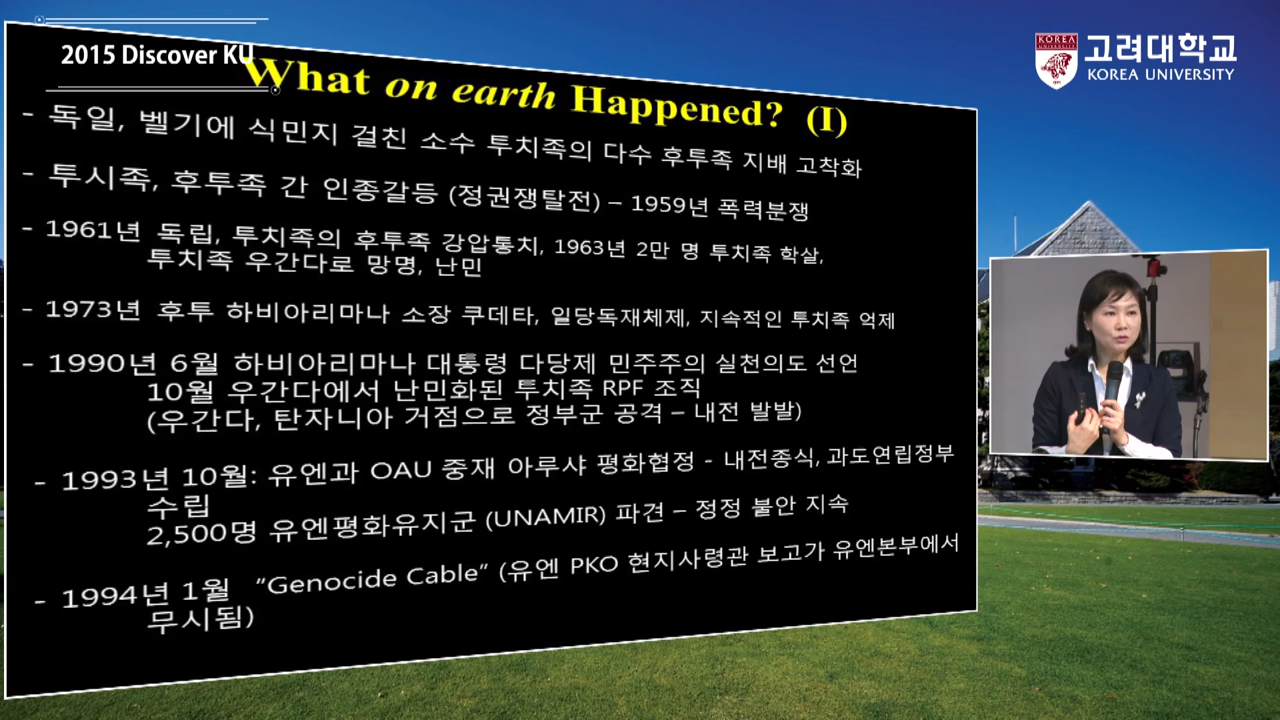 2015 Discover KU
KOREA
UNIVERSITY
고려대학교
KOREA UNIVERSITY
What on earth Happened? (I)
- 독일, 벨기에 식민지 걸친 소수 투치족의 다수 후투족 지배 고착화
- 투시족, 후투족 간 인종갈등 (정권쟁탈전) – 1959년 폭력분쟁
- 1961년 독립, 투치족의 후투족 강압통치, 1963년 2만 명 투치족 학살,
투치족 우간다로 망명, 난민
- 1973년 후투 하비아리마나 소장 쿠데타, 일당독재체제, 지속적인 투치족 억제
- 1990년 6월 하비아리마나 대통령 다당제 민주주의 실천의도 선언
10월 우간다에서 난민화된 투치족 RPF 조직
(우간다, 탄자니아 거점으로 정부군 공격 – 내전 발발)
- 1993년 10월: 유엔과 OAU 중재 아루샤 평화협정 - 내전종식, 과도연립정부
수립
2,500명 유엔평화유지군 (UNAMIR) 파견 – 정정 불안 지속
- 1994년 1월 “Genocide Cable” (유엔 PKO 현지사령관 보고가 유엔본부에서
무시됨)